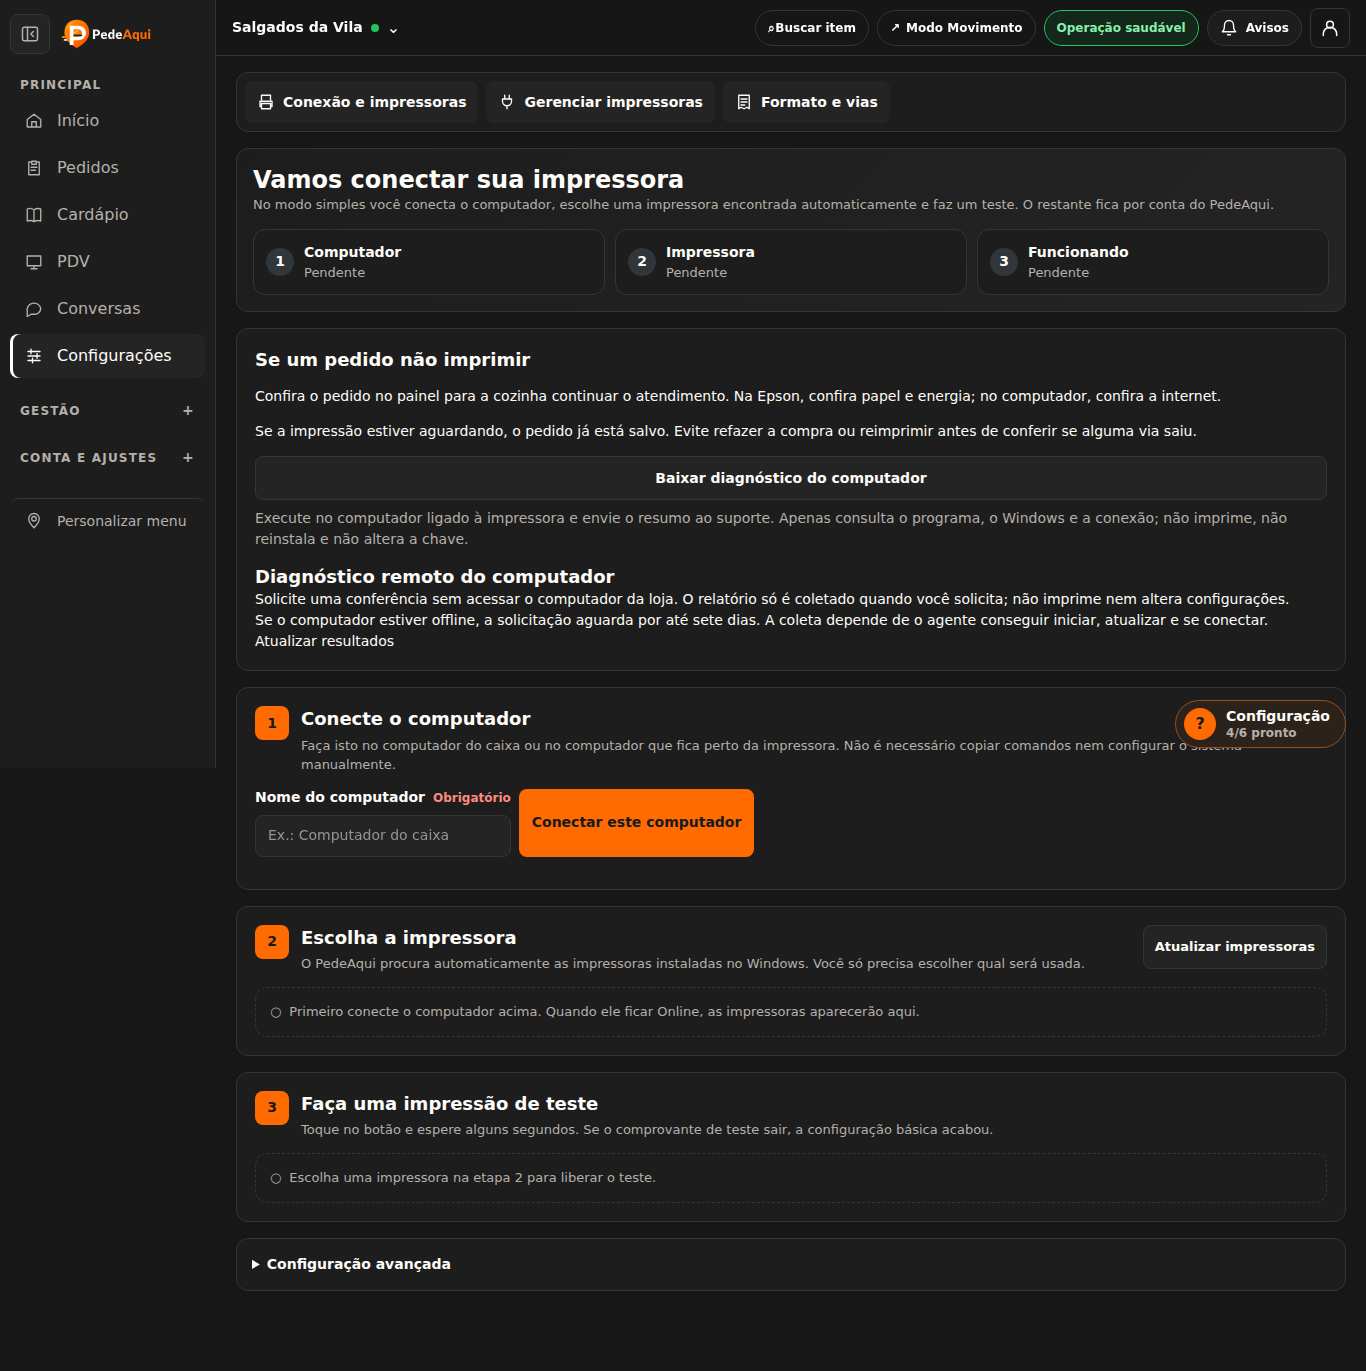 PedeAqui
PRINCIPAL
Início
Pedidos
Cardápio
PDV
Conversas
Configurações
GESTÃO +
CONTA E AJUSTES +
Personalizar menu
Salgados da Vila
Buscar item
↗ Modo Movimento
Operação saudável
Avisos
Conexão e impressoras
Gerenciar impressoras
Formato e vias
Vamos conectar sua impressora
No modo simples você conecta o computador, escolhe uma impressora encontrada automaticamente e faz um teste. O restante fica por conta do PedeAqui.
1 Computador
Pendente
2 Impressora
Pendente
3 Funcionando
Pendente
Se um pedido não imprimir
Confira o pedido no painel para a cozinha continuar o atendimento. Na Epson, confira papel e energia; no computador, confira a internet.
Se a impressão estiver aguardando, o pedido já está salvo. Evite refazer a compra ou reimprimir antes de conferir se alguma via saiu.
Baixar diagnóstico do computador
Execute no computador ligado à impressora e envie o resumo ao suporte. Apenas consulta o programa, o Windows e a conexão; não imprime, não
reinstala e não altera a chave.
Diagnóstico remoto do computador
Solicite uma conferência sem acessar o computador da loja. O relatório só é coletado quando você solicita; não imprime nem altera configurações.
Se o computador estiver offline, a solicitação aguarda por até sete dias. A coleta depende do agente conseguir iniciar, atualizar e se conectar.
Atualizar resultados
1 Conecte o computador
Faça isto no computador do caixa ou no computador que fica perto da impressora. Não é necessário copiar comandos nem configurar o sistema
manualmente.
? Configuração
4/6 pronto
Nome do computador Obrigatório
Ex.: Computador do caixa
Conectar este computador
2 Escolha a impressora
O PedeAqui procura automaticamente as impressoras instaladas no Windows. Você só precisa escolher qual será usada.
Atualizar impressoras
○ Primeiro conecte o computador acima. Quando ele ficar Online, as impressoras aparecerão aqui.
3 Faça uma impressão de teste
Toque no botão e espere alguns segundos. Se o comprovante de teste sair, a configuração básica acabou.
○ Escolha uma impressora na etapa 2 para liberar o teste.
▶ Configuração avançada